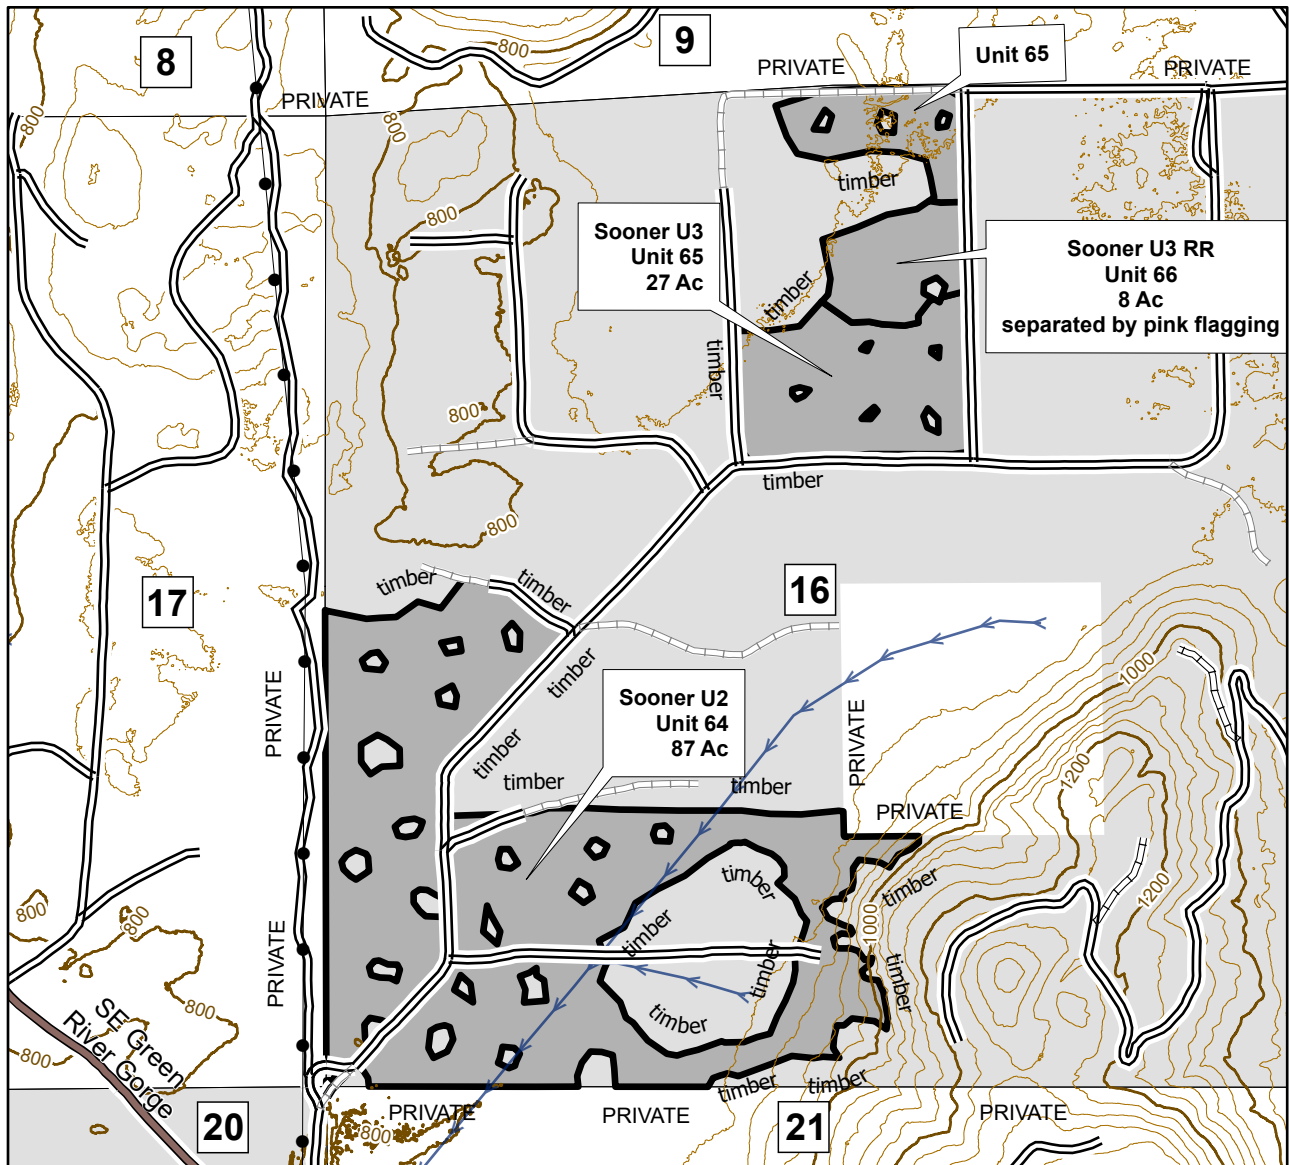 8
9
PRIVATE
PRIVATE
PRIVATE
Unit 65
800
800
800
800
timber
Sooner U3
Unit 65
27 Ac
Sooner U3 RR
Unit 66
8 Ac
separated by pink flagging
timber
timber
800
800
timber
timber
timber
17
16
timber
1000
PRIVATE
Sooner U2
Unit 64
87 Ac
PRIVATE
timber
timber
timber
1200
PRIVATE
timber
timber
1200
800
800
PRIVATE
timber
1000
timber
timber
800
SE Green
River Gorge
timber
800
timber
timber
20
800
PRIVATE
PRIVATE
21
PRIVATE